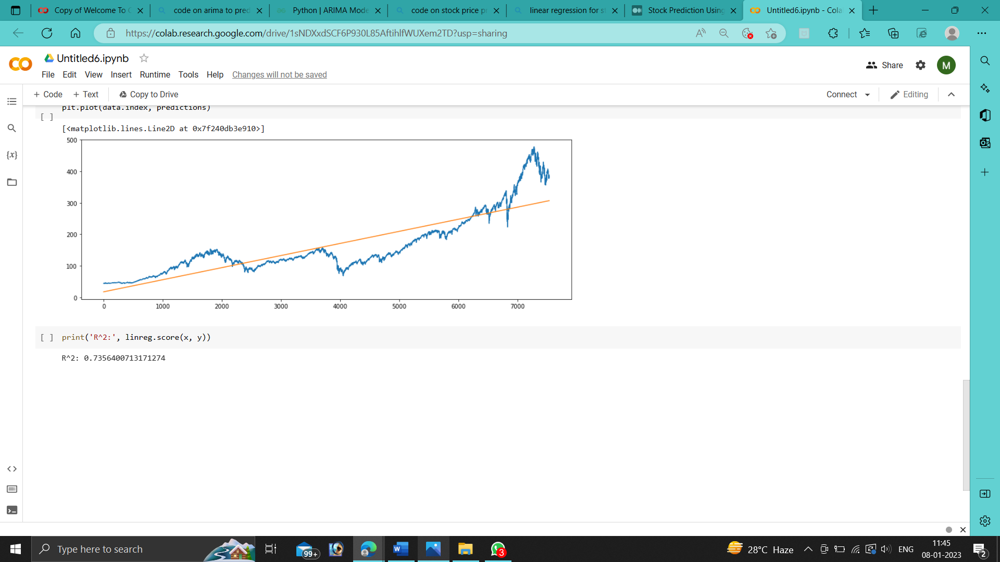 Copy of Welcome To C
code on arima to pred
Python | ARIMA Mode
code on stock price p
linear regression for st
Stock Prediction Using
Untitled6.ipynb - Cola
https://colab.research.google.com/drive/1sNDXxdSCF6P930L85AftihlfWUXem2TD?usp=sharing
Untitled6.ipynb
Share
M
File Edit View Insert Runtime Tools Help Changes will not be saved
+ Code + Text Copy to Drive
Connect
Editing
{x}
plt.plot(data.index, predictions)
[ ]
[<matplotlib.lines.Line2D at 0x7f240db3e910>]
500
400
300
200
100
0
0 1000 2000 3000 4000 5000 6000 7000
[ ] print('R^2:', linreg.score(x, y))
R^2: 0.7356400713171274
Type here to search
99+
W
3
28°C Haze
ENG
11:45
08-01-2023
2